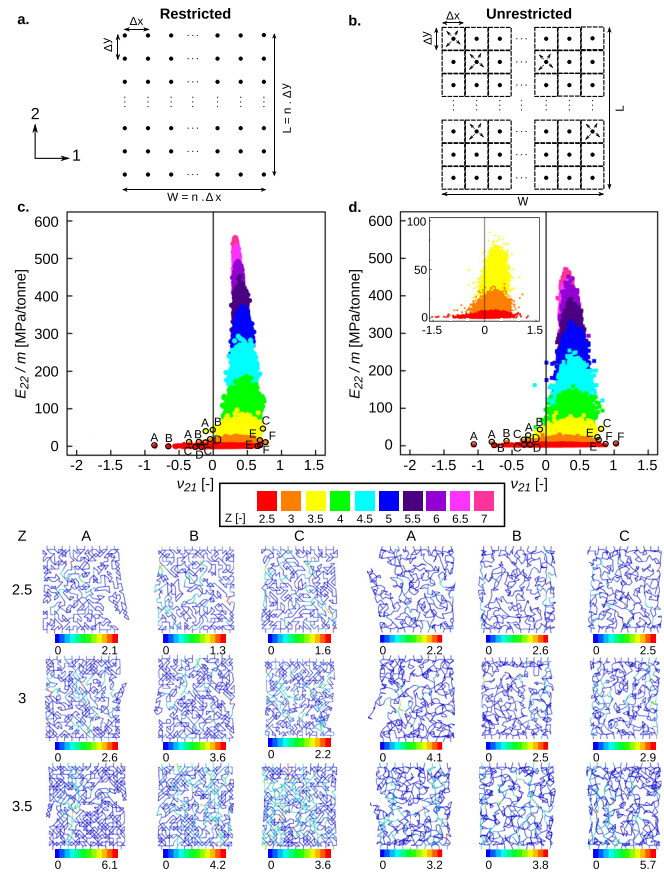 a. Restricted
b. Unrestricted
Δx
Δy
L = n . Δy
W = n . Δx
2
1
Δx
Δy
L
W
c.
d.
600
500
400
300
200
100
0
E22 / m [MPa/tonne]
-2 -1.5 -1 -0.5 0 0.5 1 1.5
ν21 [-]
A B A B A B C D C D B D C E F E F
600
500
400
300
200
100
0
E22 / m [MPa/tonne]
100
50
0
-1.5 0 1.5
-2 -1.5 -1 -0.5 0 0.5 1 1.5
ν21 [-]
A A B B A C D D B C E F E F
Z [-] 2.5 3 3.5 4 4.5 5 5.5 6 6.5 7
Z A B C A B C
2.5
0 2.1 0 1.3 0 1.6 0 2.2 0 2.6 0 2.5
3
0 2.6 0 3.6 0 2.2 0 4.1 0 2.5 0 2.9
3.5
0 6.1 0 4.2 0 3.6 0 3.2 0 3.8 0 5.7